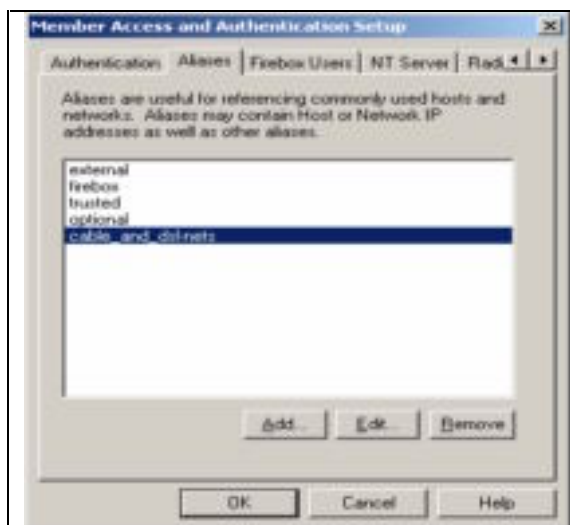 Member Access and Authentication Setup
Authentication Aliases Firebox Users NT Server Radi
Aliases are useful for referencing commonly used hosts and
networks. Aliases may contain Host or Network IP
addresses as well as other aliases.
external
firebox
trusted
optional
cable_and_dsl-nets
Add... Edit... Remove
OK Cancel Help